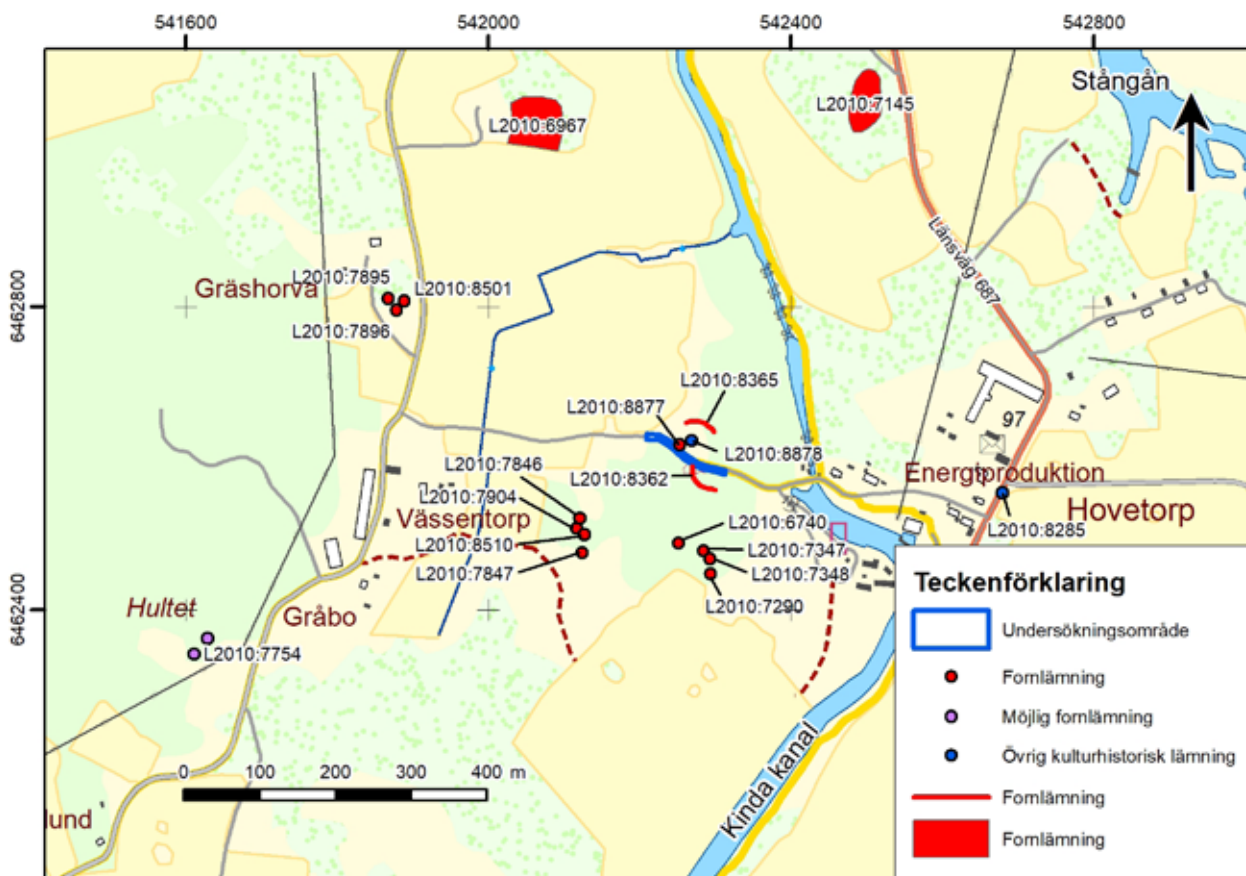 541600
542000
542400
542800
Stångån
L2010:7145
L2010:6967
Länsväg 687
L2010:7895
Gräshorva
L2010:8501
6462800
L2010:7896
L2010:8365
L2010:8877
97
L2010:8878
L2010:7846
L2010:8362
Energiproduktion
L2010:7904
Vässentorp
L2010:6740
Hovetorp
L2010:8285
L2010:8510
L2010:7347
L2010:7847
L2010:7348
L2010:7290
6462400
Hultet
Gråbo
L2010:7754
Kinda kanal
0 100 200 300 400 m
lund
Teckenförklaring
Undersökningsområde
Fornlämning
Möjlig fornlämning
Övrig kulturhistorisk lämning
Fornlämning
Fornlämning